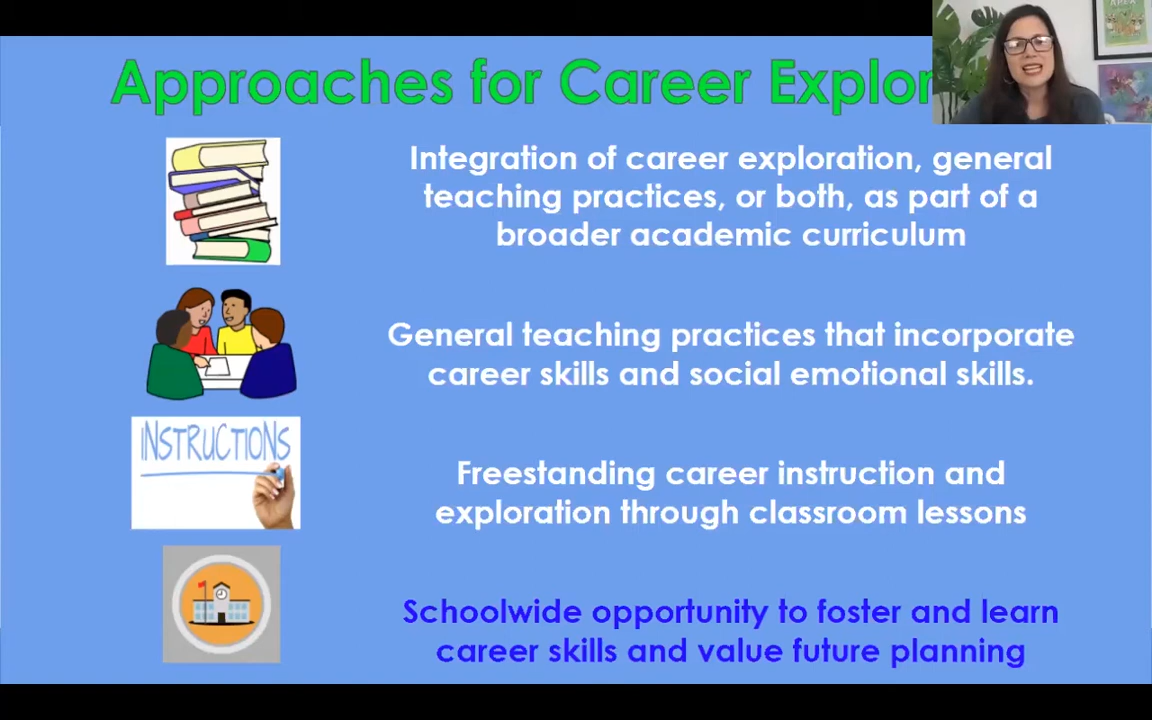 Approaches for Career Explor
Integration of career exploration, general
teaching practices, or both, as part of a
broader academic curriculum
General teaching practices that incorporate
career skills and social emotional skills.
INSTRUCTIONS
Freestanding career instruction and
exploration through classroom lessons
Schoolwide opportunity to foster and learn
career skills and value future planning